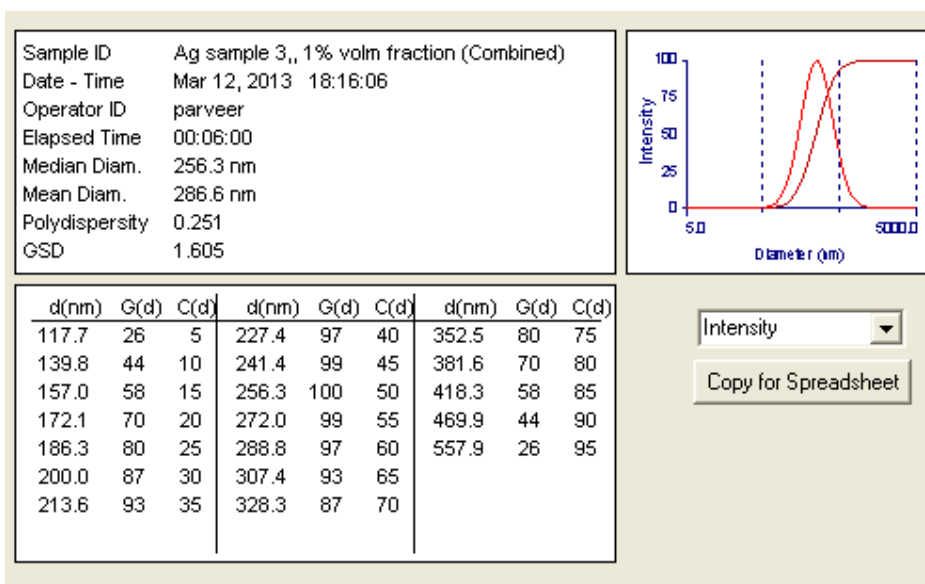 Sample ID Ag sample 3,, 1% volm fraction (Combined)
Date - Time Mar 12, 2013 18:16:06
Operator ID parveer
Elapsed Time 00:06:00
Median Diam. 256.3 nm
Mean Diam. 286.6 nm
Polydispersity 0.251
GSD 1.605
100
75
50
25
0
Intensity
5.0 5000.0
Diameter (nm)
d(nm) G(d) C(d) d(nm) G(d) C(d) d(nm) G(d) C(d)
117.7 26 5 227.4 97 40 352.5 80 75
139.8 44 10 241.4 99 45 381.6 70 80
157.0 58 15 256.3 100 50 418.3 58 85
172.1 70 20 272.0 99 55 469.9 44 90
186.3 80 25 288.8 97 60 557.9 26 95
200.0 87 30 307.4 93 65
213.6 93 35 328.3 87 70
Intensity
Copy for Spreadsheet